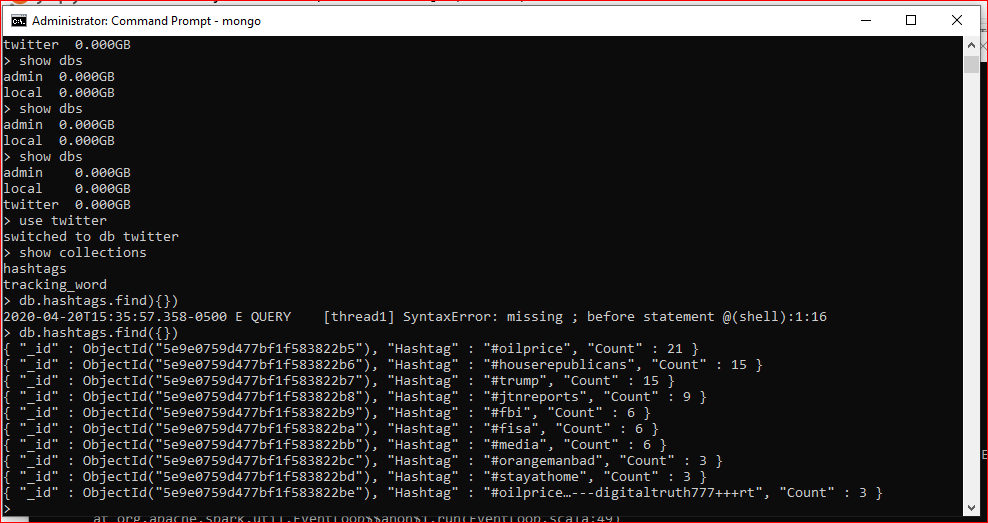 Administrator: Command Prompt - mongo
twitter  0.000GB
> show dbs
admin  0.000GB
local  0.000GB
> show dbs
admin  0.000GB
local  0.000GB
> show dbs
admin    0.000GB
local    0.000GB
twitter  0.000GB
> use twitter
switched to db twitter
> show collections
hashtags
tracking_word
> db.hashtags.find){})
2020-04-20T15:35:57.358-0500 E QUERY    [thread1] SyntaxError: missing ; before statement @(shell):1:16
> db.hashtags.find({})
{ "_id" : ObjectId("5e9e0759d477bf1f583822b5"), "Hashtag" : "#oilprice", "Count" : 21 }
{ "_id" : ObjectId("5e9e0759d477bf1f583822b6"), "Hashtag" : "#houserepublicans", "Count" : 15 }
{ "_id" : ObjectId("5e9e0759d477bf1f583822b7"), "Hashtag" : "#trump", "Count" : 15 }
{ "_id" : ObjectId("5e9e0759d477bf1f583822b8"), "Hashtag" : "#jtnreports", "Count" : 9 }
{ "_id" : ObjectId("5e9e0759d477bf1f583822b9"), "Hashtag" : "#fbi", "Count" : 6 }
{ "_id" : ObjectId("5e9e0759d477bf1f583822ba"), "Hashtag" : "#fisa", "Count" : 6 }
{ "_id" : ObjectId("5e9e0759d477bf1f583822bb"), "Hashtag" : "#media", "Count" : 6 }
{ "_id" : ObjectId("5e9e0759d477bf1f583822bc"), "Hashtag" : "#orangemanbad", "Count" : 3 }
{ "_id" : ObjectId("5e9e0759d477bf1f583822bd"), "Hashtag" : "#stayathome", "Count" : 3 }
{ "_id" : ObjectId("5e9e0759d477bf1f583822be"), "Hashtag" : "#oilprice…---digitaltruth777+++rt", "Count" : 3 }
>
at org.apache.spark.util.EventLoop$$anon$1.run(EventLoop.scala:49)